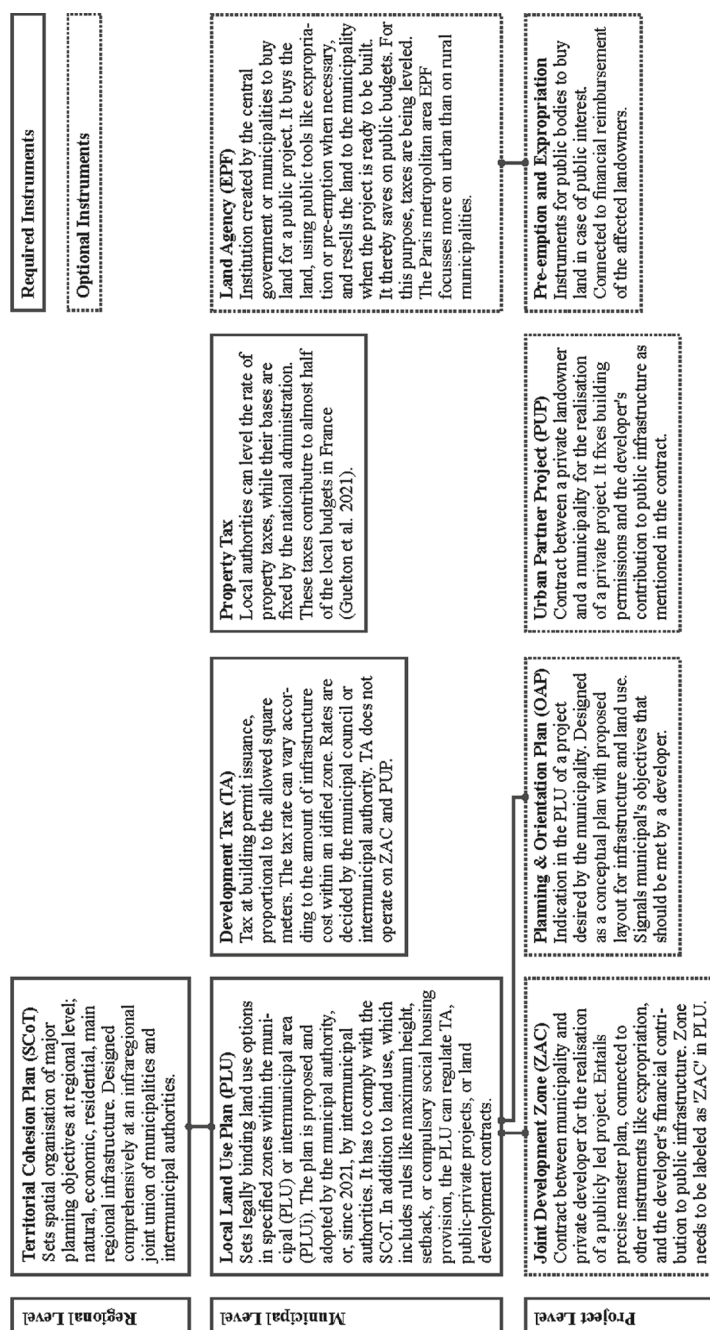 Regional Level
Territorial Cohesion Plan (SCoT)
Sets spatial organisation of major
planning objectives at regional level;
natural, economic, residential, main
regional infrastructure. Designed
comprehensively at an infraregional
joint union of municipalities and
intermunicipal authorities.
Required Instruments
Optional Instruments
Municipal Level
Local Land Use Plan (PLU)
Sets legally binding land use options
in specified zones within the muni-
cipal (PLU) or intermunicipal area
(PLUi). The plan is proposed and
adopted by the municipal authority,
or, since 2021, by intermunicipal
authorities. It has to comply with the
SCoT. In addition to land use, which
includes rules like maximum height,
setback, or compulsory social housing
provision, the PLU can regulate TA,
public-private projects, or land
development contracts.
Development Tax (TA)
Tax at building permit issuance,
proportional to the allowed square
meters. The tax rate can vary accor-
ding to the amount of infrastructure
cost within an idified zone. Rates are
decided by the municipal council or
intermunicipal authority. TA does not
operate on ZAC and PUP.
Property Tax
Local authorities can level the rate of
property taxes, while their bases are
fixed by the national administration.
These taxes contributre to almost half
of the local budgets in France
(Guelton et al. 2021).
Land Agency (EPF)
Institution created by the central
government or municipalities to buy
land for a public project. It buys the
land, using public tools like expropria-
tion or pre-emption when necessary,
and resells the land to the municipality
when the project is ready to be built.
It thereby saves on public budgets. For
this purpose, taxes are being leveled.
The Paris metropolitan area EPF
focusses more on urban than on rural
municipalities.
Project Level
Joint Development Zone (ZAC)
Contract between municipality and
private developer for the realisation
of a publicly led project. Entails
precise master plan, connected to
other instruments like expropriation,
and the developer's financial contri-
bution to public infrastructure. Zone
needs to be labeled as 'ZAC' in PLU.
Planning & Orientation Plan (OAP)
Indication in the PLU of a project
desired by the municipality. Designed
as a conceptual plan with proposed
layout for infrastructure and land use.
Signals municipal's objectives that
should be met by a developer.
Urban Partner Project (PUP)
Contract between a private landowner
and a municipality for the realisation
of a private project. It fixes building
permissions and the developer's
contribution to public infrastructure as
mentioned in the contract.
Pre-emption and Expropriation
Instruments for public bodies to buy
land in case of public interest.
Connected to financial reimbursement
of the affected landowners.